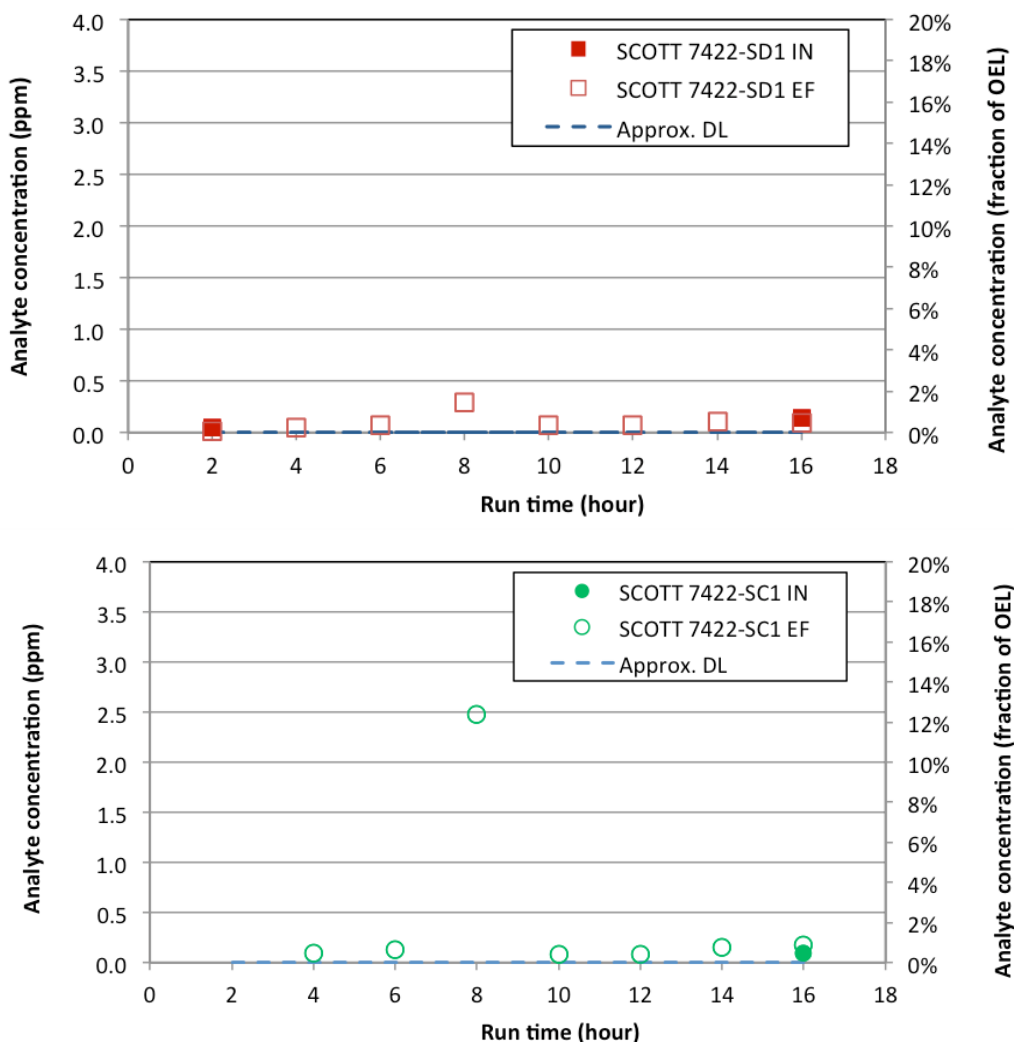 4.0
3.5
3.0
2.5
2.0
1.5
1.0
0.5
0.0
Analyte concentration (ppm)
SCOTT 7422-SD1 IN
SCOTT 7422-SD1 EF
Approx. DL
20%
18%
16%
14%
12%
10%
8%
6%
4%
2%
0%
Analyte concentration (fraction of OEL)
0 2 4 6 8 10 12 14 16 18
Run time (hour)
4.0
3.5
3.0
2.5
2.0
1.5
1.0
0.5
0.0
Analyte concentration (ppm)
SCOTT 7422-SC1 IN
SCOTT 7422-SC1 EF
Approx. DL
20%
18%
16%
14%
12%
10%
8%
6%
4%
2%
0%
Analyte concentration (fraction of OEL)
0 2 4 6 8 10 12 14 16 18
Run time (hour)